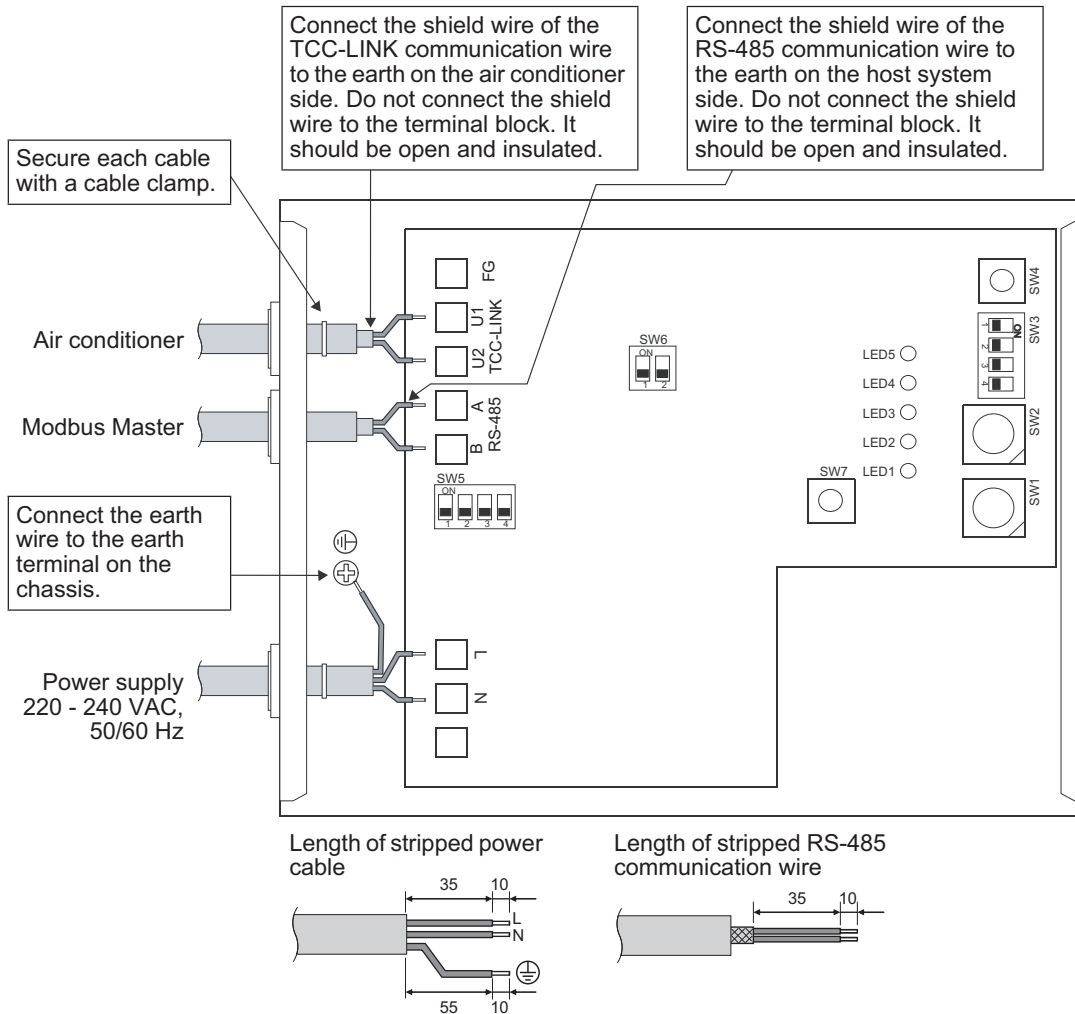 Connect the shield wire of the
TCC-LINK communication wire
to the earth on the air conditioner
side. Do not connect the shield
wire to the terminal block. It
should be open and insulated.
Connect the shield wire of the
RS-485 communication wire to
the earth on the host system
side. Do not connect the shield
wire to the terminal block. It
should be open and insulated.
Secure each cable
with a cable clamp.
FG
U1
U2
TCC-LINK
A
B
RS-485
Air conditioner
Modbus Master
SW5
ON
1 2 3 4
SW6
ON
1 2
SW7
LED5
LED4
LED3
LED2
LED1
SW4
SW3
ON
1
2
3
4
SW2
SW1
Connect the earth
wire to the earth
terminal on the
chassis.
Power supply
220 - 240 VAC,
50/60 Hz
L
N
Length of stripped power
cable
35 10
L
N
55 10
Length of stripped RS-485
communication wire
35 10